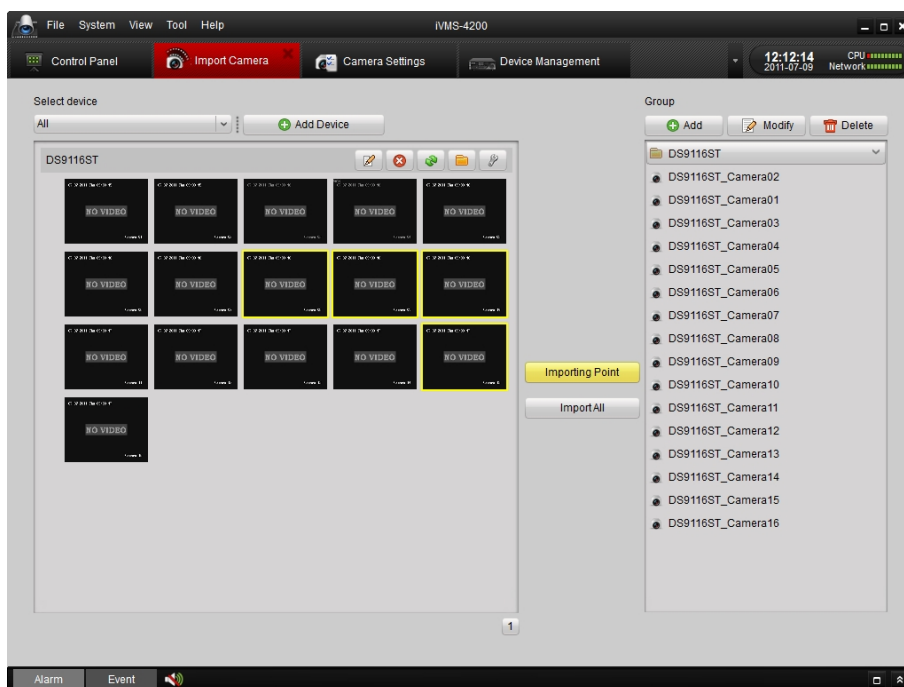 File System View Tool Help iVMS-4200
Control Panel Import Camera Camera Settings Device Management 12:12:14 2011-07-09 CPU Network
Select device
All Add Device
DS9116ST
NO VIDEO NO VIDEO NO VIDEO NO VIDEO NO VIDEO
NO VIDEO NO VIDEO NO VIDEO NO VIDEO NO VIDEO
NO VIDEO NO VIDEO NO VIDEO NO VIDEO NO VIDEO
NO VIDEO
1
Importing Point
Import All
Group
Add Modify Delete
DS9116ST
DS9116ST_Camera02
DS9116ST_Camera01
DS9116ST_Camera03
DS9116ST_Camera04
DS9116ST_Camera05
DS9116ST_Camera06
DS9116ST_Camera07
DS9116ST_Camera08
DS9116ST_Camera09
DS9116ST_Camera10
DS9116ST_Camera11
DS9116ST_Camera12
DS9116ST_Camera13
DS9116ST_Camera14
DS9116ST_Camera15
DS9116ST_Camera16
Alarm Event